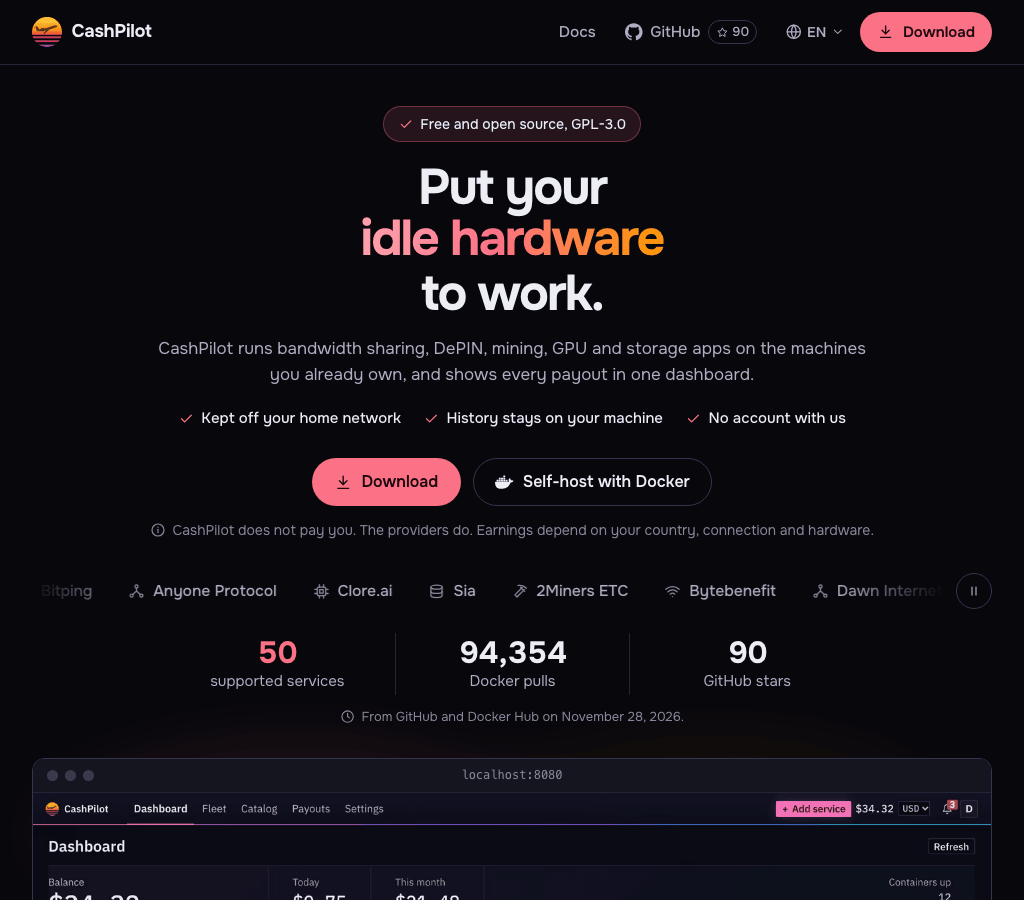 CashPilot
Docs
GitHub
90
EN
Download
Free and open source, GPL-3.0
Put your
idle hardware
to work.
CashPilot runs bandwidth sharing, DePIN, mining, GPU and storage apps on the machines
you already own, and shows every payout in one dashboard.
Kept off your home network
History stays on your machine
No account with us
Download
Self-host with Docker
CashPilot does not pay you. The providers do. Earnings depend on your country, connection and hardware.
Bitping
Anyone Protocol
Clore.ai
Sia
2Miners ETC
Bytebenefit
Dawn Internet
50
supported services
94,354
Docker pulls
90
GitHub stars
From GitHub and Docker Hub on November 28, 2026.
localhost:8080
CashPilot
Dashboard
Fleet
Catalog
Payouts
Settings
+ Add service
$34.32
USD
3
D
Dashboard
Refresh
Balance
Today
This month
Containers up
12